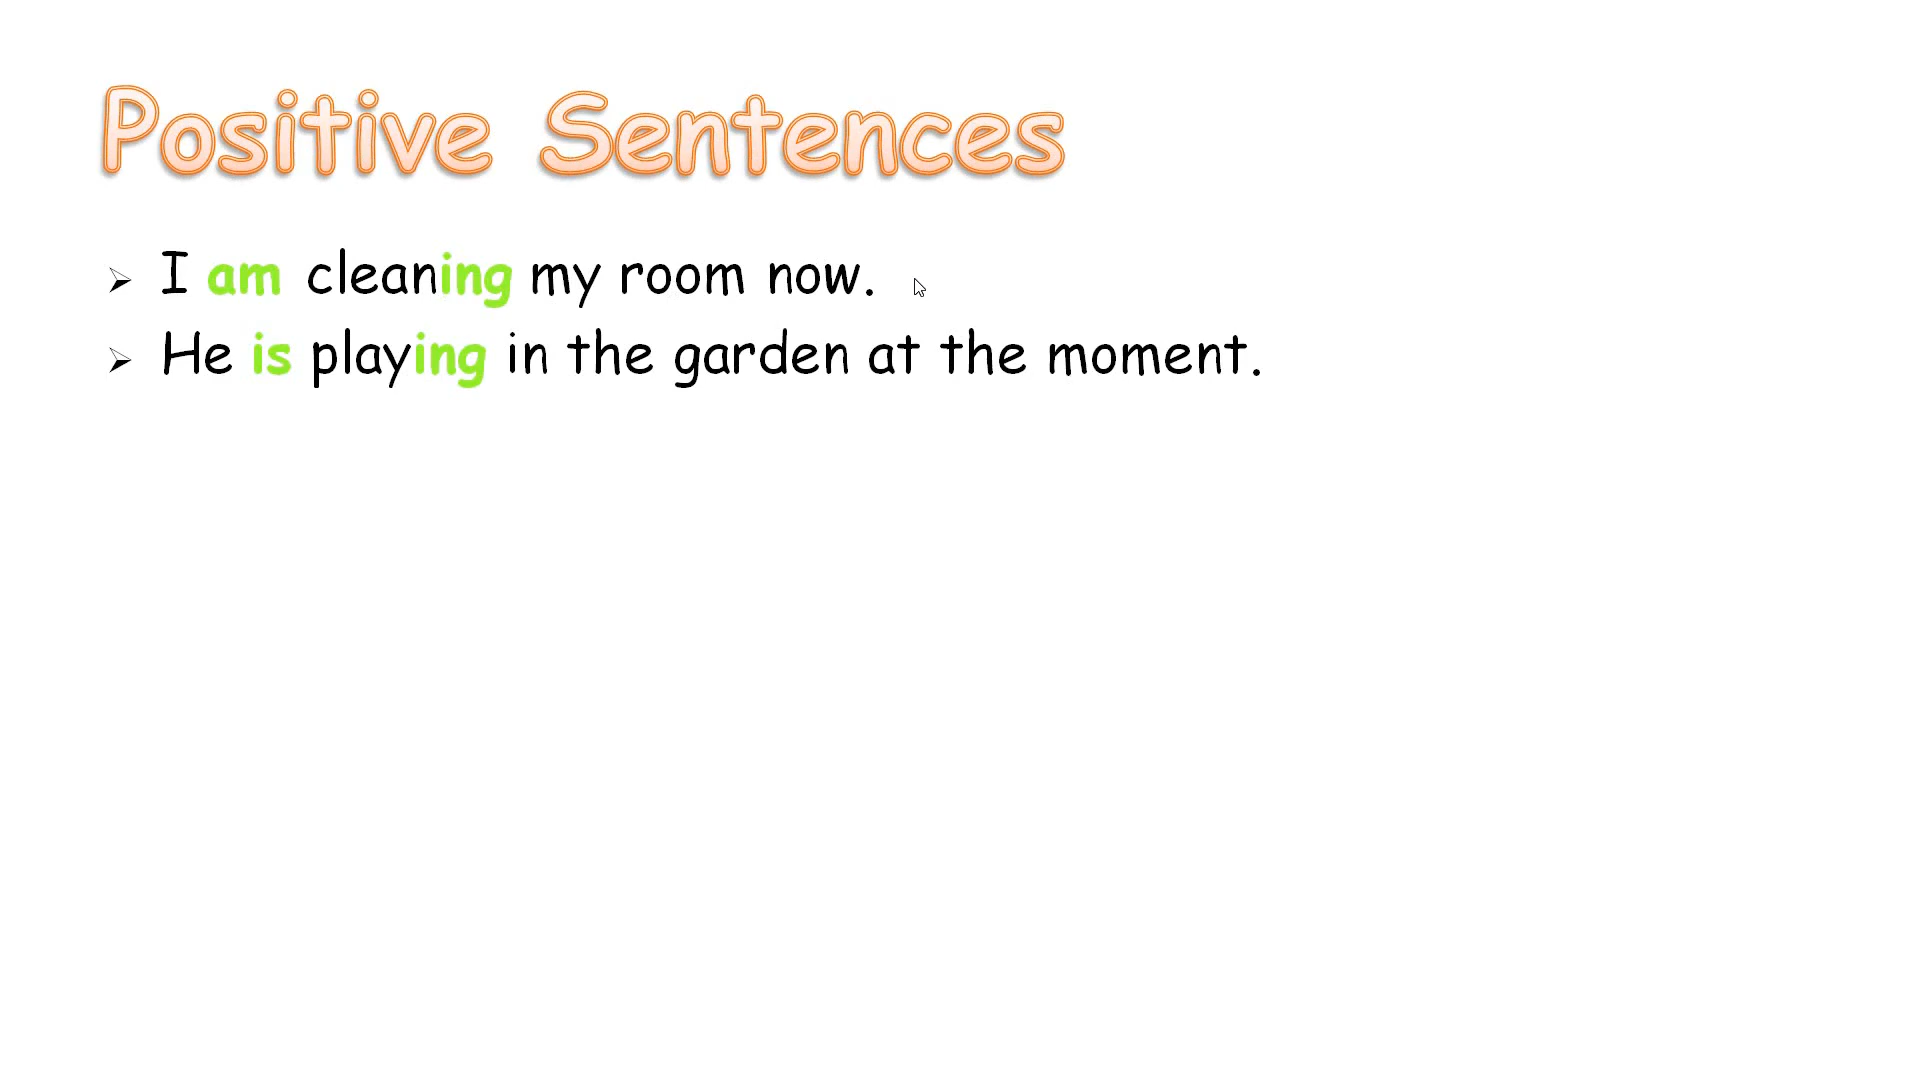 Positive Sentences
➢ I am cleaning my room now.
➢ He is playing in the garden at the moment.